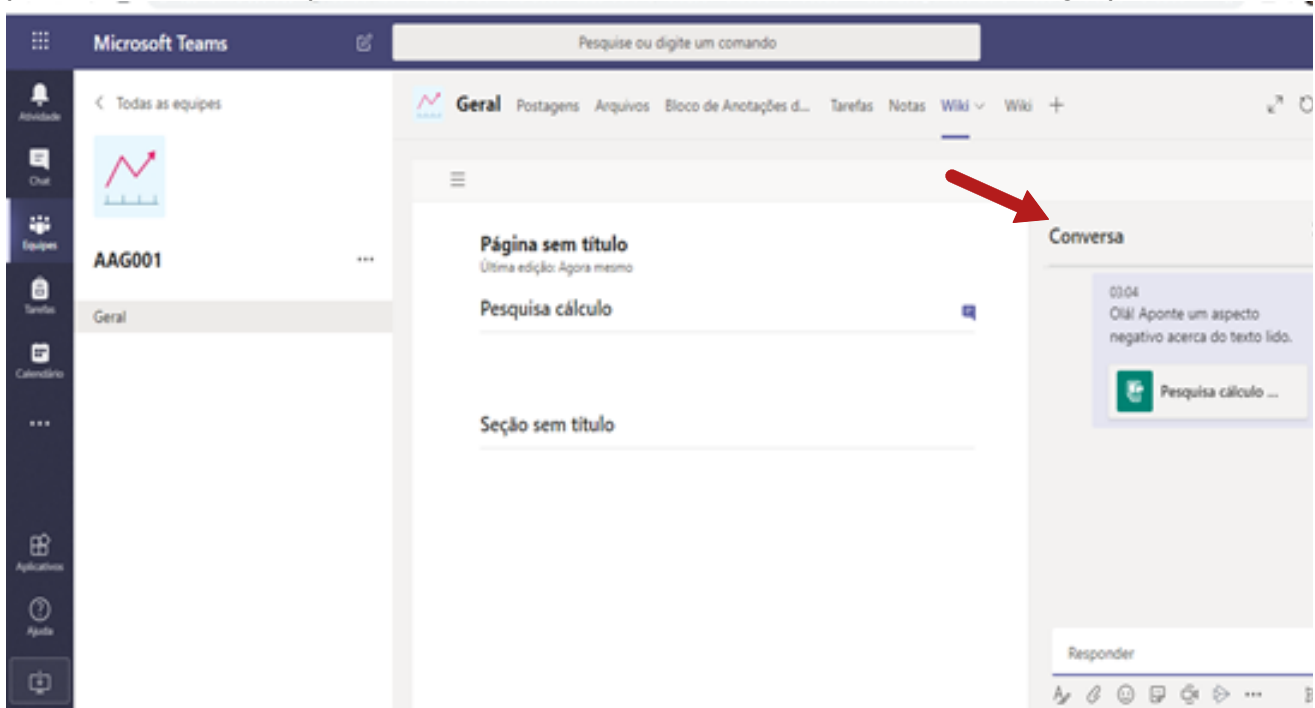 Microsoft Teams
Pesquise ou digite um comando
Atividade
Chat
Equipes
Tarefas
Calendário
Aplicativos
Ajuda
Todas as equipes
AAG001
Geral
Geral Postagens Arquivos Bloco de Anotações d... Tarefas Notas Wiki Wiki
Página sem título
Última edição: Agora mesmo
Pesquisa cálculo
Seção sem título
Conversa
03:04
Olá! Aponte um aspecto
negativo acerca do texto lido.
Pesquisa cálculo ...
Responder